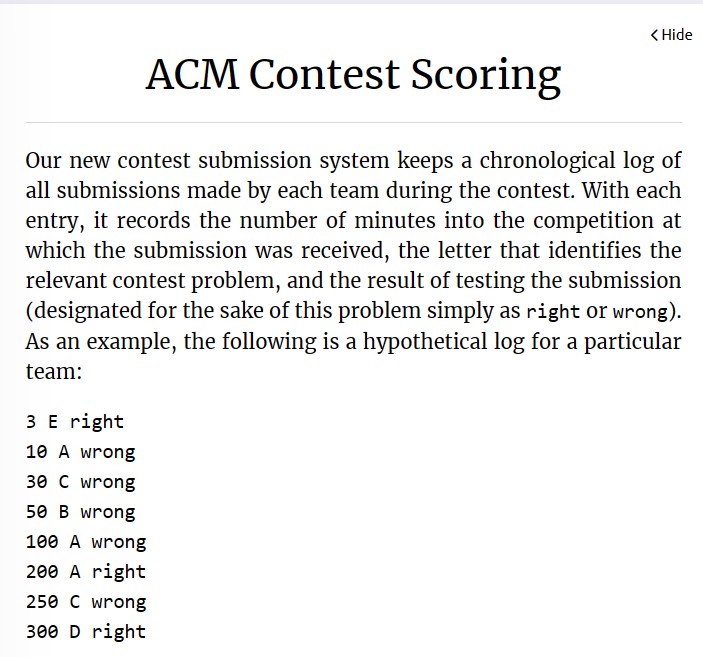 Hide
ACM Contest Scoring
Our new contest submission system keeps a chronological log of
all submissions made by each team during the contest. With each
entry, it records the number of minutes into the competition at
which the submission was received, the letter that identifies the
relevant contest problem, and the result of testing the submission
(designated for the sake of this problem simply as right or wrong).
As an example, the following is a hypothetical log for a particular
team:
3 E right
10 A wrong
30 C wrong
50 B wrong
100 A wrong
200 A right
250 C wrong
300 D right